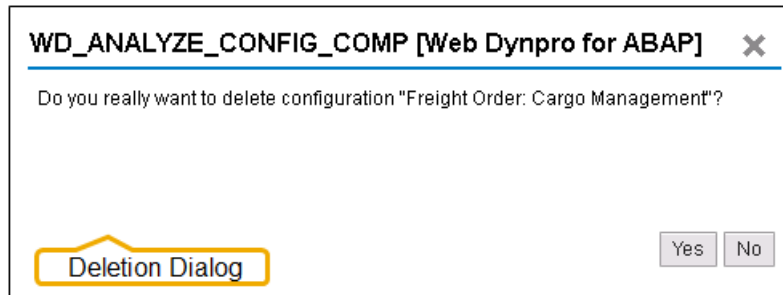 WD_ANALYZE_CONFIG_COMP [Web Dynpro for ABAP]
Do you really want to delete configuration "Freight Order: Cargo Management"?
Yes No
Deletion Dialog